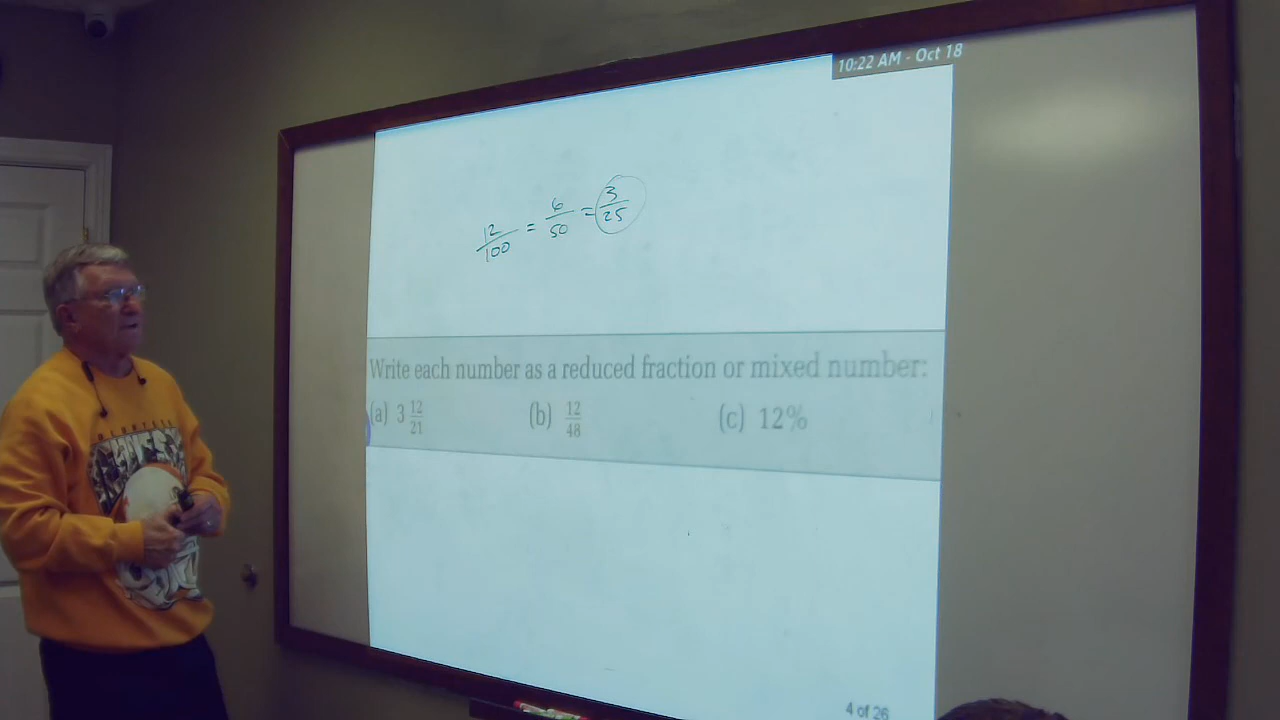 10:22 AM - Oct 18
12/100 = 6/50 = 3/25
Write each number as a reduced fraction or mixed number:
(a) 3 12/21 (b) 12/48 (c) 12%
4 of 26